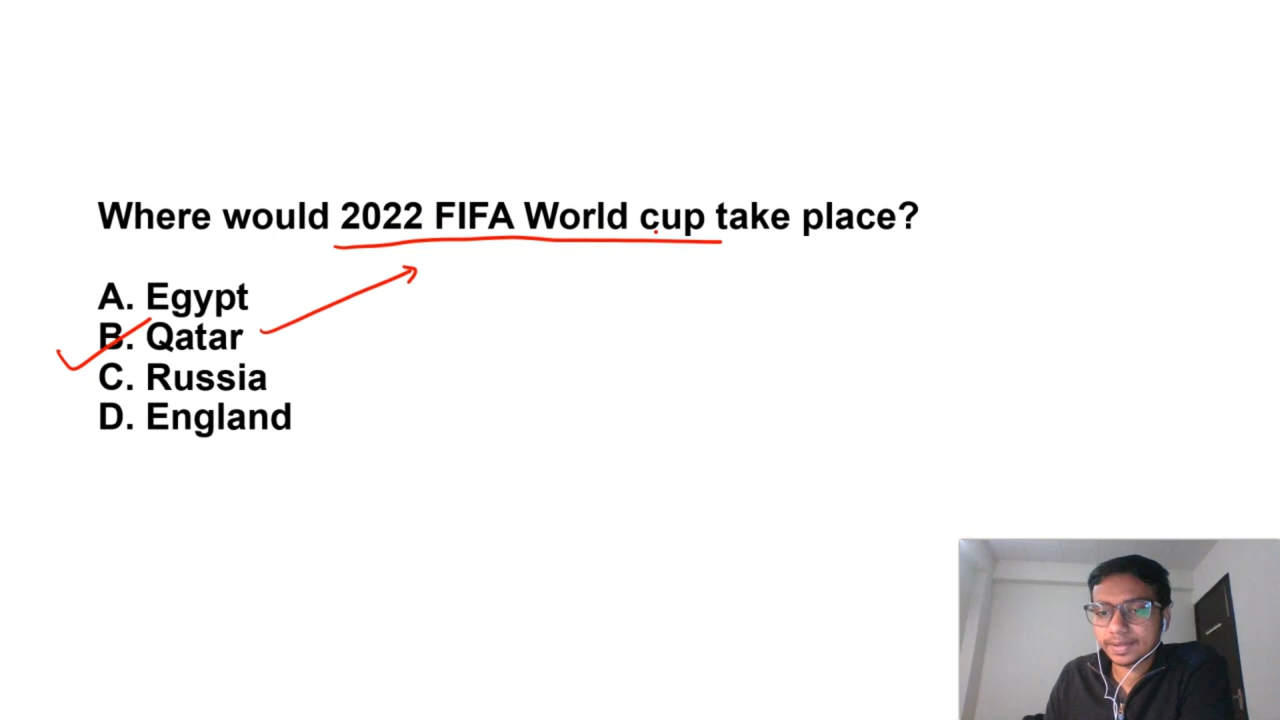 Where would 2022 FIFA World cup take place?
A. Egypt
B. Qatar
C. Russia
D. England